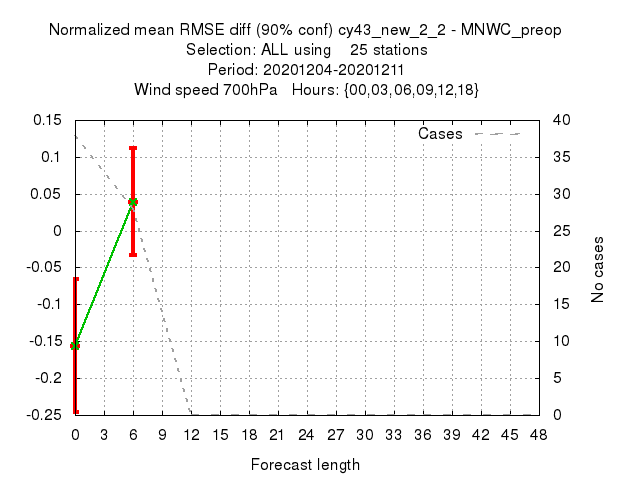 Normalized mean RMSE diff (90% conf) cy43_new_2_2 - MNWC_preop
Selection: ALL using    25 stations
Period: 20201204-20201211
Wind speed 700hPa   Hours: {00,03,06,09,12,18}
Cases
0.15
0.1
0.05
0
-0.05
-0.1
-0.15
-0.2
-0.25
40
35
30
25
20
15
10
5
0
No cases
0 3 6 9 12 15 18 21 24 27 30 33 36 39 42 45 48
Forecast length